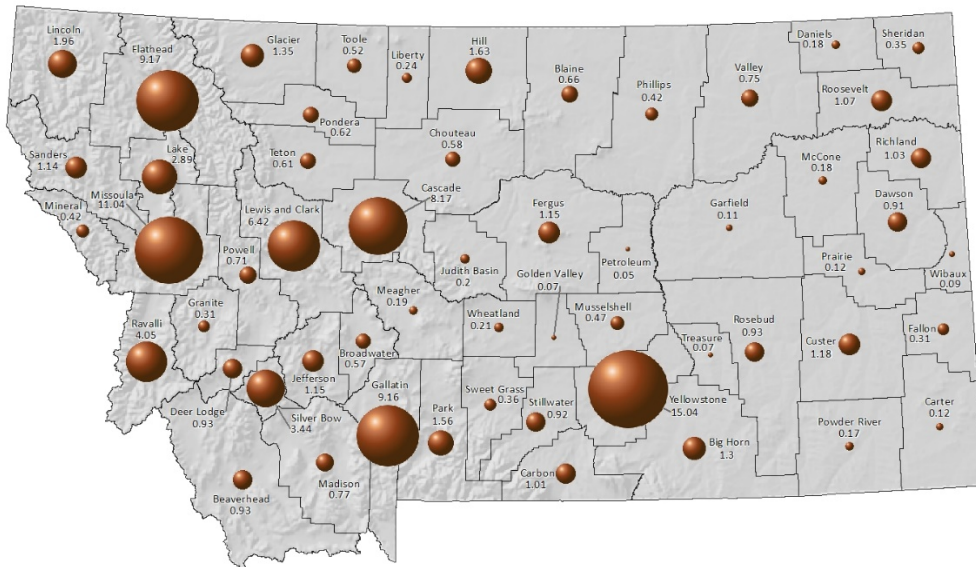 Lincoln
1.96
Flathead
9.17
Glacier
1.35
Toole
0.52
Liberty
0.24
Hill
1.63
Blaine
0.66
Phillips
0.42
Valley
0.75
Daniels
0.18
Sheridan
0.35
Roosevelt
1.07
Pondera
0.62
Teton
0.61
Chouteau
0.58
Sanders
1.14
Lake
2.89
Missoula
11.04
Mineral
0.42
Lewis and Clark
6.42
Cascade
8.17
Powell
0.71
Judith Basin
0.2
Fergus
1.15
Golden Valley
0.07
Petroleum
0.05
Garfield
0.11
McCone
0.18
Richland
1.03
Dawson
0.91
Prairie
0.12
Wibaux
0.09
Meagher
0.19
Granite
0.31
Ravalli
4.05
Wheatland
0.21
Musselshell
0.47
Treasure
0.07
Rosebud
0.93
Custer
1.18
Fallon
0.31
Broadwater
0.57
Jefferson
1.15
Gallatin
9.16
Deer Lodge
0.93
Silver Bow
3.44
Park
1.56
Sweet Grass
0.36
Stillwater
0.92
Yellowstone
15.04
Carter
0.12
Powder River
0.17
Big Horn
1.3
Carbon
1.01
Madison
0.77
Beaverhead
0.93